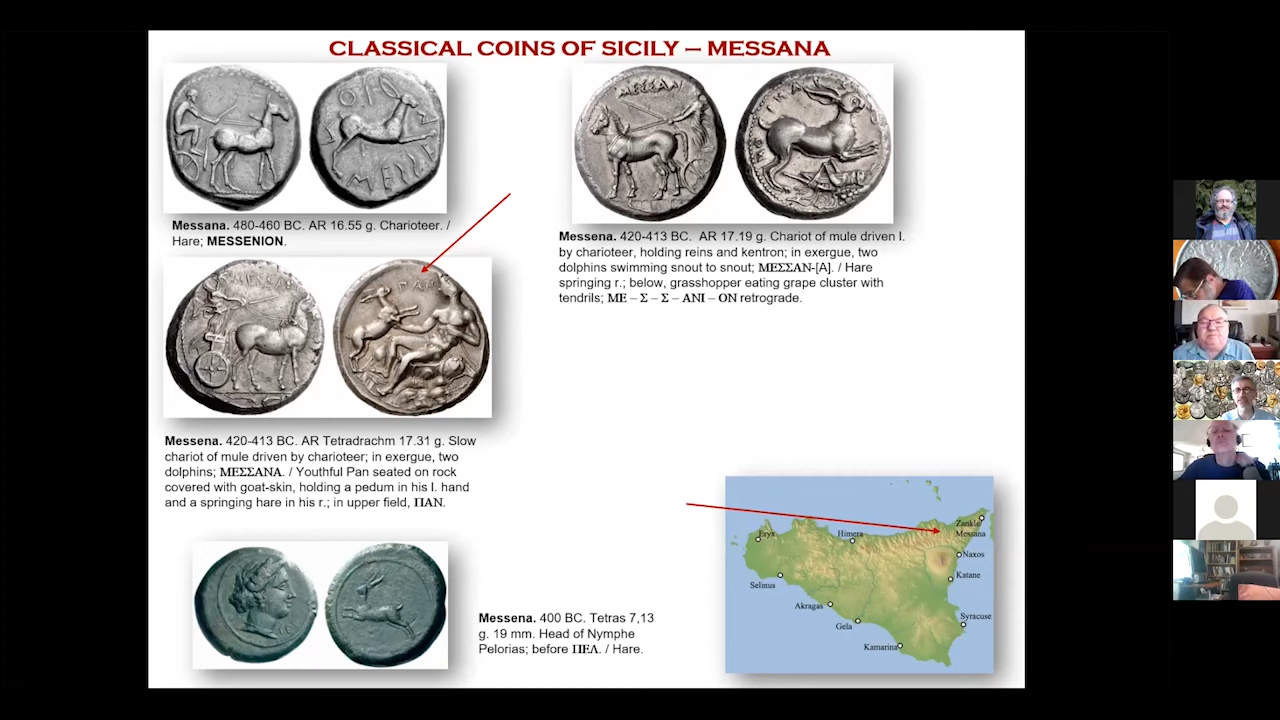 CLASSICAL COINS OF SICILY – MESSANA
Messana. 480-460 BC. AR 16.55 g. Charioteer. /
Hare; MESSENION.
Messena. 420-413 BC. AR 17.19 g. Chariot of mule driven l.
by charioteer, holding reins and kentron; in exergue, two
dolphins swimming snout to snout; ΜΕΣΣΑΝ-[Α]. / Hare
springing r.; below, grasshopper eating grape cluster with
tendrils; ΜΕ – Σ – Σ – ΑΝΙ – ΟΝ retrograde.
Messena. 420-413 BC. AR Tetradrachm 17.31 g. Slow
chariot of mule driven by charioteer; in exergue, two
dolphins; ΜΕΣΣΑΝΑ. / Youthful Pan seated on rock
covered with goat-skin, holding a pedum in his l. hand
and a springing hare in his r.; in upper field, ΠΑΝ.
Messena. 400 BC. Tetras 7,13
g. 19 mm. Head of Nymphe
Pelorias; before ΠΕΛ. / Hare.
Zankle
Messana
Eryx
Himera
Naxos
Katane
Selinus
Akragas
Syracuse
Gela
Kamarina